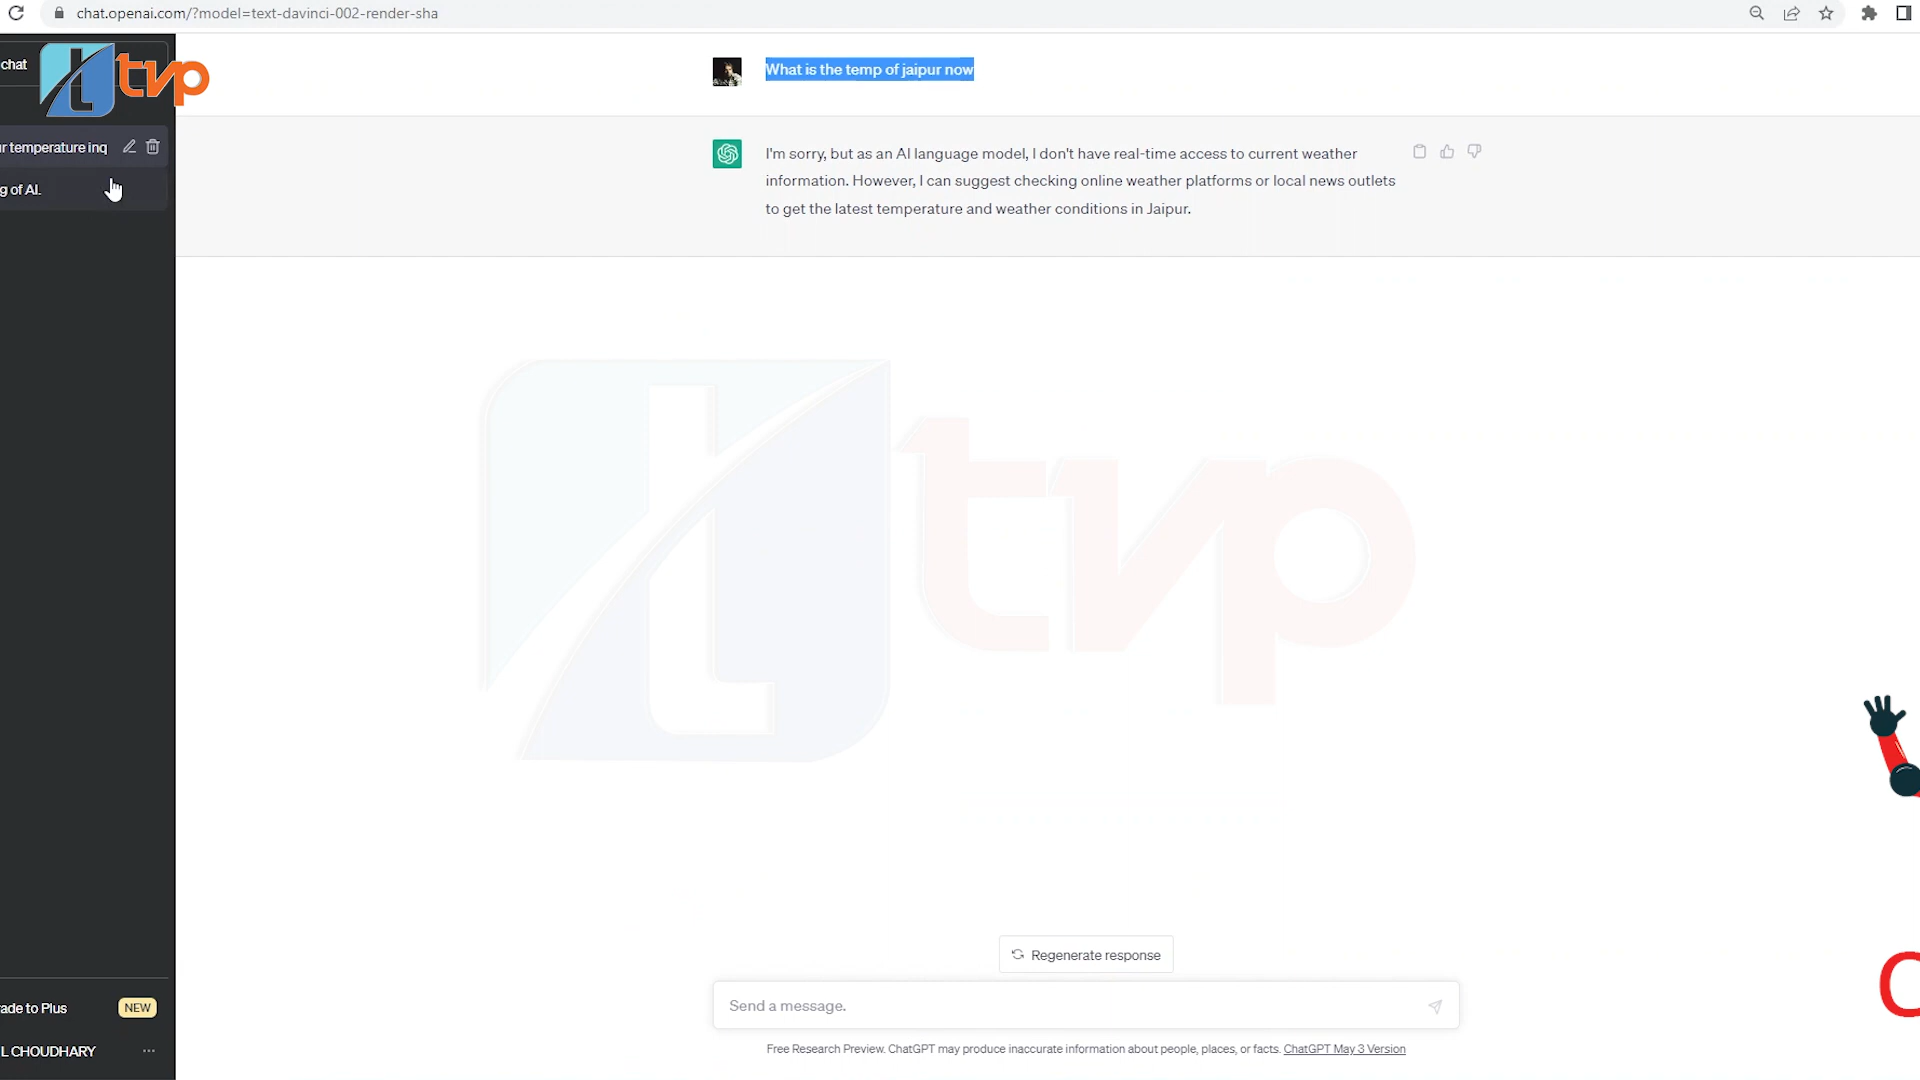 chat.openai.com/?model=text-davinci-002-render-sha
chat
tvp
What is the temp of jaipur now
r temperature inq
g of AI.
I'm sorry, but as an AI language model, I don't have real-time access to current weather
information. However, I can suggest checking online weather platforms or local news outlets
to get the latest temperature and weather conditions in Jaipur.
t tvp
Regenerate response
Send a message.
ade to Plus
NEW
L CHOUDHARY
Free Research Preview. ChatGPT may produce inaccurate information about people, places, or facts. ChatGPT May 3 Version